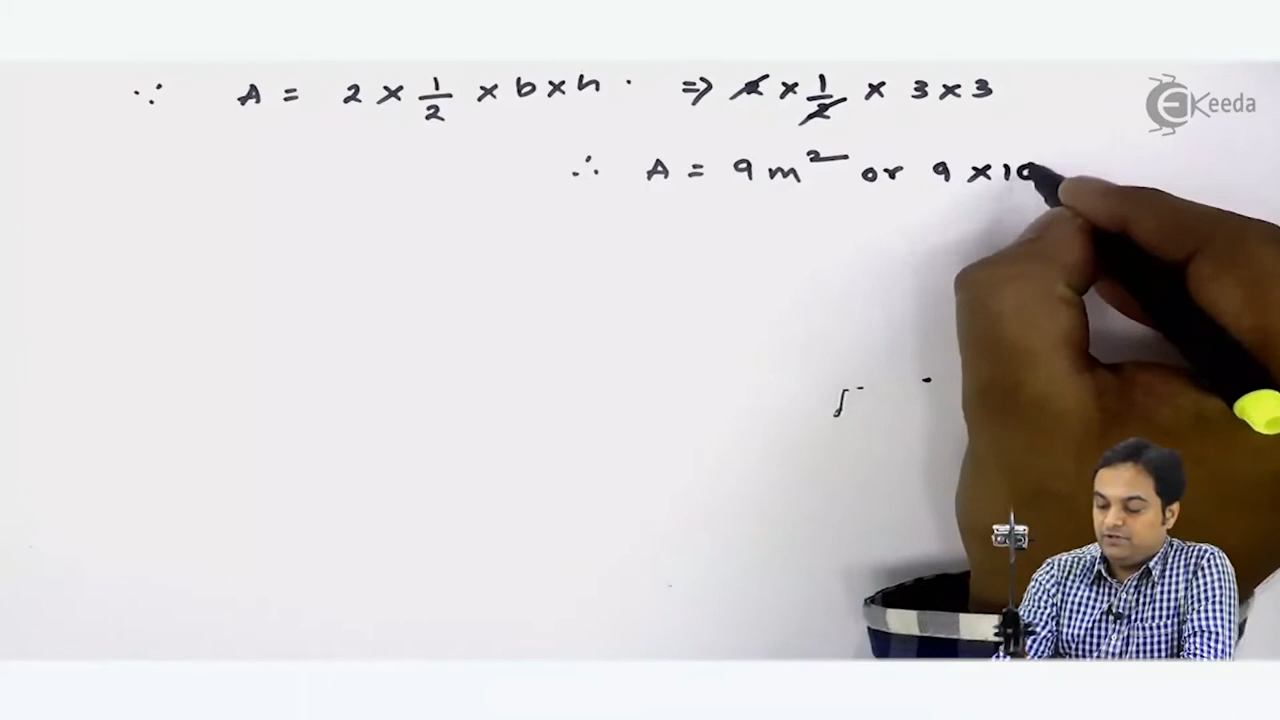 ∵ A = 2 × 1/2 × b × h · ⇒ 2 × 1/2 × 3 × 3
∴ A = 9 m² or 9 × 10
EKeeda